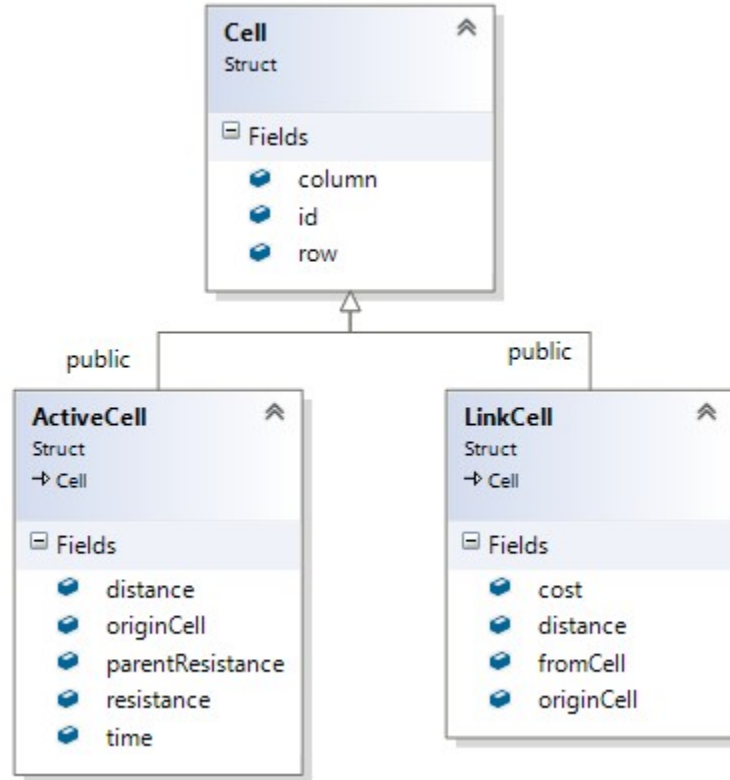 Cell
Struct
Fields
column
id
row
public
public
ActiveCell
Struct
Cell
Fields
distance
originCell
parentResistance
resistance
time
LinkCell
Struct
Cell
Fields
cost
distance
fromCell
originCell